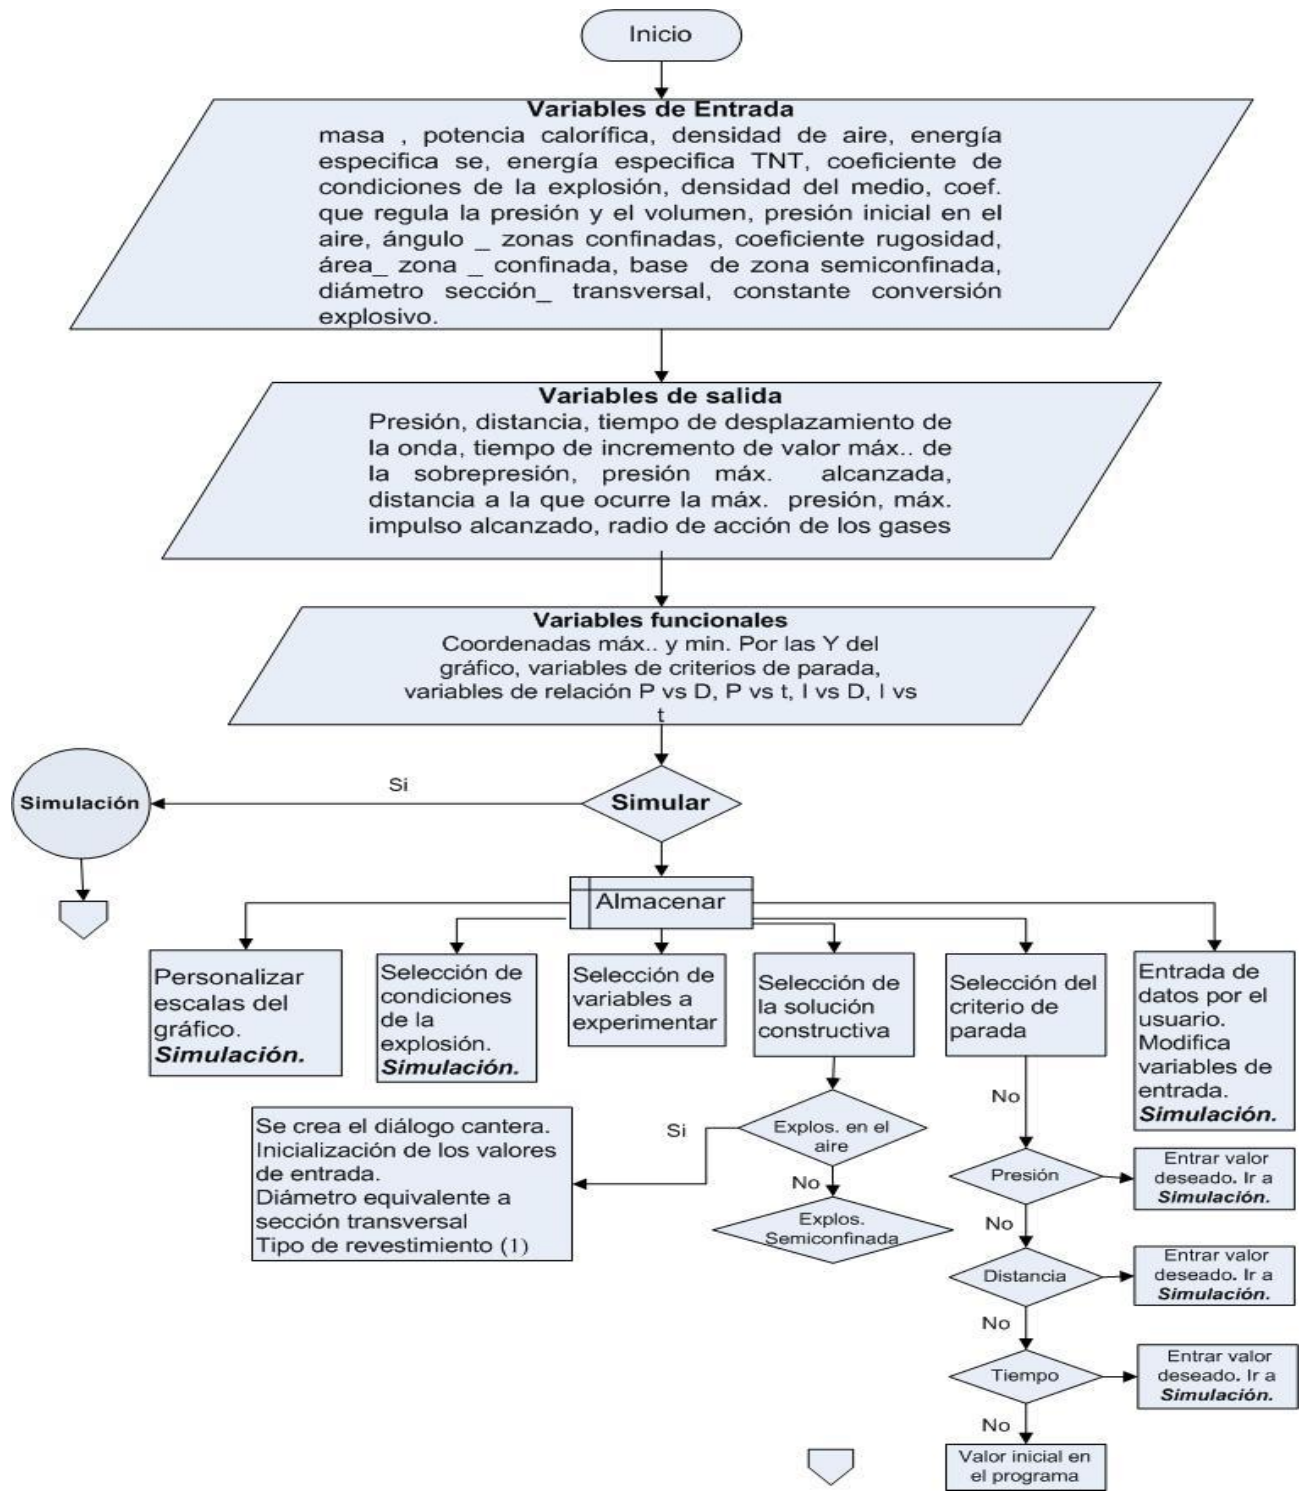 Inicio
Variables de Entrada
masa , potencia calorífica, densidad de aire, energía
especifica se, energía especifica TNT, coeficiente de
condiciones de la explosión, densidad del medio, coef.
que regula la presión y el volumen, presión inicial en el
aire, ángulo _ zonas confinadas, coeficiente rugosidad,
área_ zona _ confinada, base de zona semiconfinada,
diámetro sección_ transversal, constante conversión
explosivo.
Variables de salida
Presión, distancia, tiempo de desplazamiento de
la onda, tiempo de incremento de valor máx.. de
la sobrepresión, presión máx. alcanzada,
distancia a la que ocurre la máx. presión, máx.
impulso alcanzado, radio de acción de los gases
Variables funcionales
Coordenadas máx.. y min. Por las Y del
gráfico, variables de criterios de parada,
variables de relación P vs D, P vs t, I vs D, I vs
t
Si
Simulación
Simular
Almacenar
Personalizar
escalas del
gráfico.
Simulación.
Selección de
condiciones
de la
explosión.
Simulación.
Selección de
variables a
experimentar
Selección de
la solución
constructiva
Selección del
criterio de
parada
Entrada de
datos por el
usuario.
Modifica
variables de
entrada.
Simulación.
Se crea el diálogo cantera.
Inicialización de los valores
de entrada.
Diámetro equivalente a
sección transversal
Tipo de revestimiento (1)
Si
Explos. en el
aire
No
Explos.
Semiconfinada
No
Presión
Entrar valor
deseado. Ir a
Simulación.
No
Distancia
Entrar valor
deseado. Ir a
Simulación.
No
Tiempo
Entrar valor
deseado. Ir a
Simulación.
No
Valor inicial en
el programa